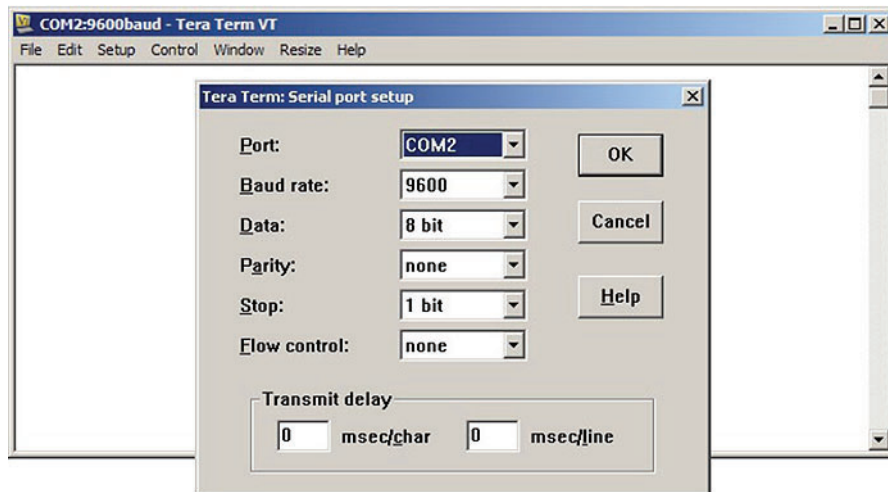 COM2:9600baud - Tera Term VT
File Edit Setup Control Window Resize Help
Tera Term: Serial port setup
Port: COM2
OK
Baud rate: 9600
Data: 8 bit
Cancel
Parity: none
Stop: 1 bit
Help
Flow control: none
Transmit delay
0 msec/char 0 msec/line